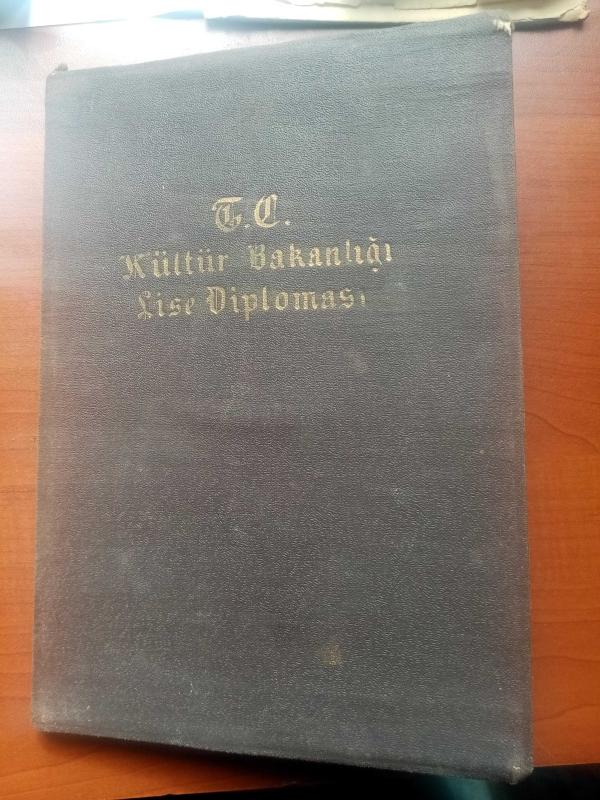 T.C.
Kültür Bakanlığı
Lise Diploması